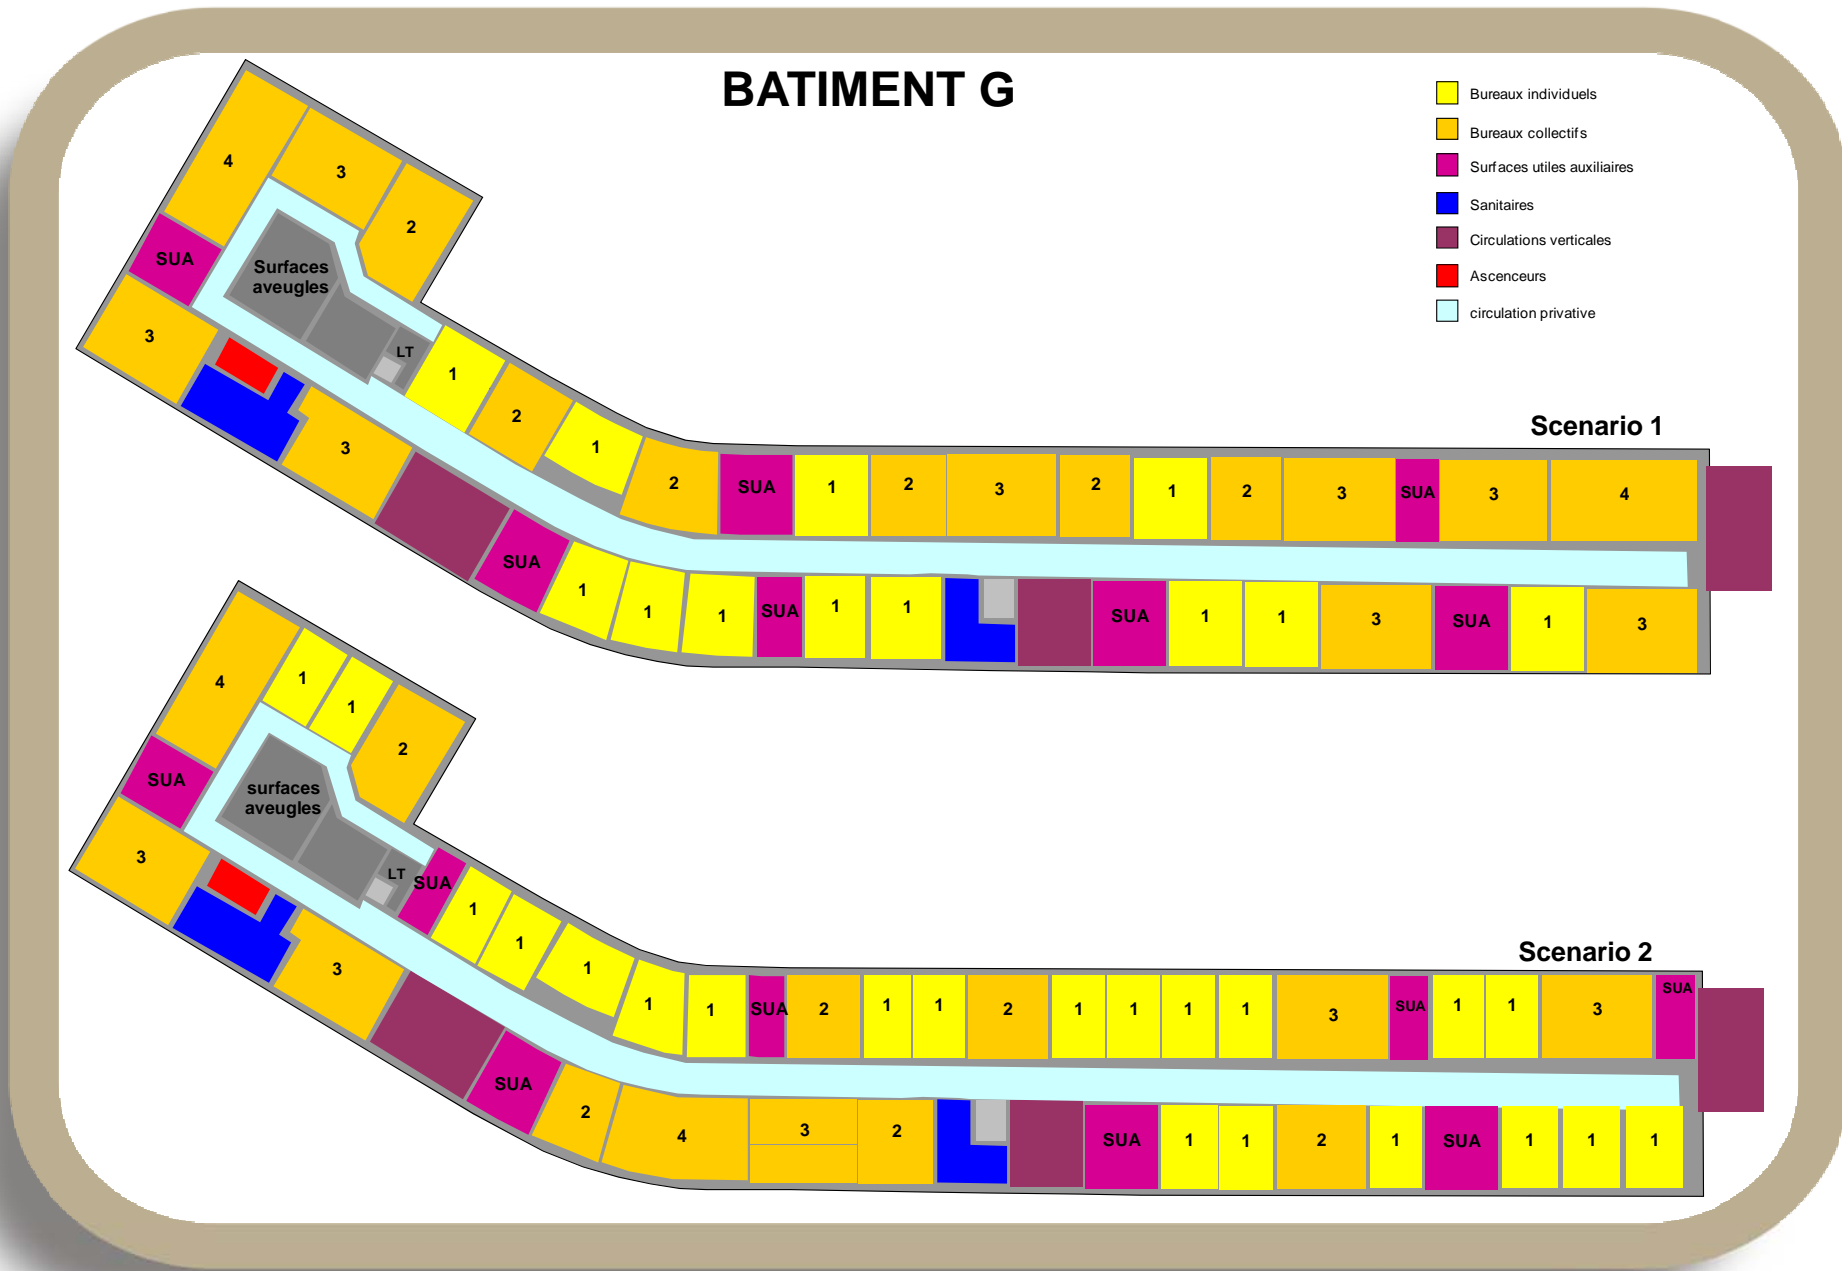 BATIMENT G
Bureaux individuels
Bureaux collectifs
Surfaces utiles auxiliaires
Sanitaires
Circulations verticales
Ascenceurs
circulation privative
Scenario 1
4
3
2
SUA
Surfaces
aveugles
3
LT
1
2
1
2
SUA
1
2
3
2
1
2
3
SUA
3
4
3
SUA
1
1
1
SUA
1
1
SUA
1
1
3
SUA
1
3
Scenario 2
4
1
1
2
SUA
surfaces
aveugles
3
LT
SUA
1
1
1
1
1
SUA
2
1
1
2
1
1
1
1
3
SUA
1
1
3
SUA
3
SUA
2
4
3
2
SUA
1
1
2
1
SUA
1
1
1